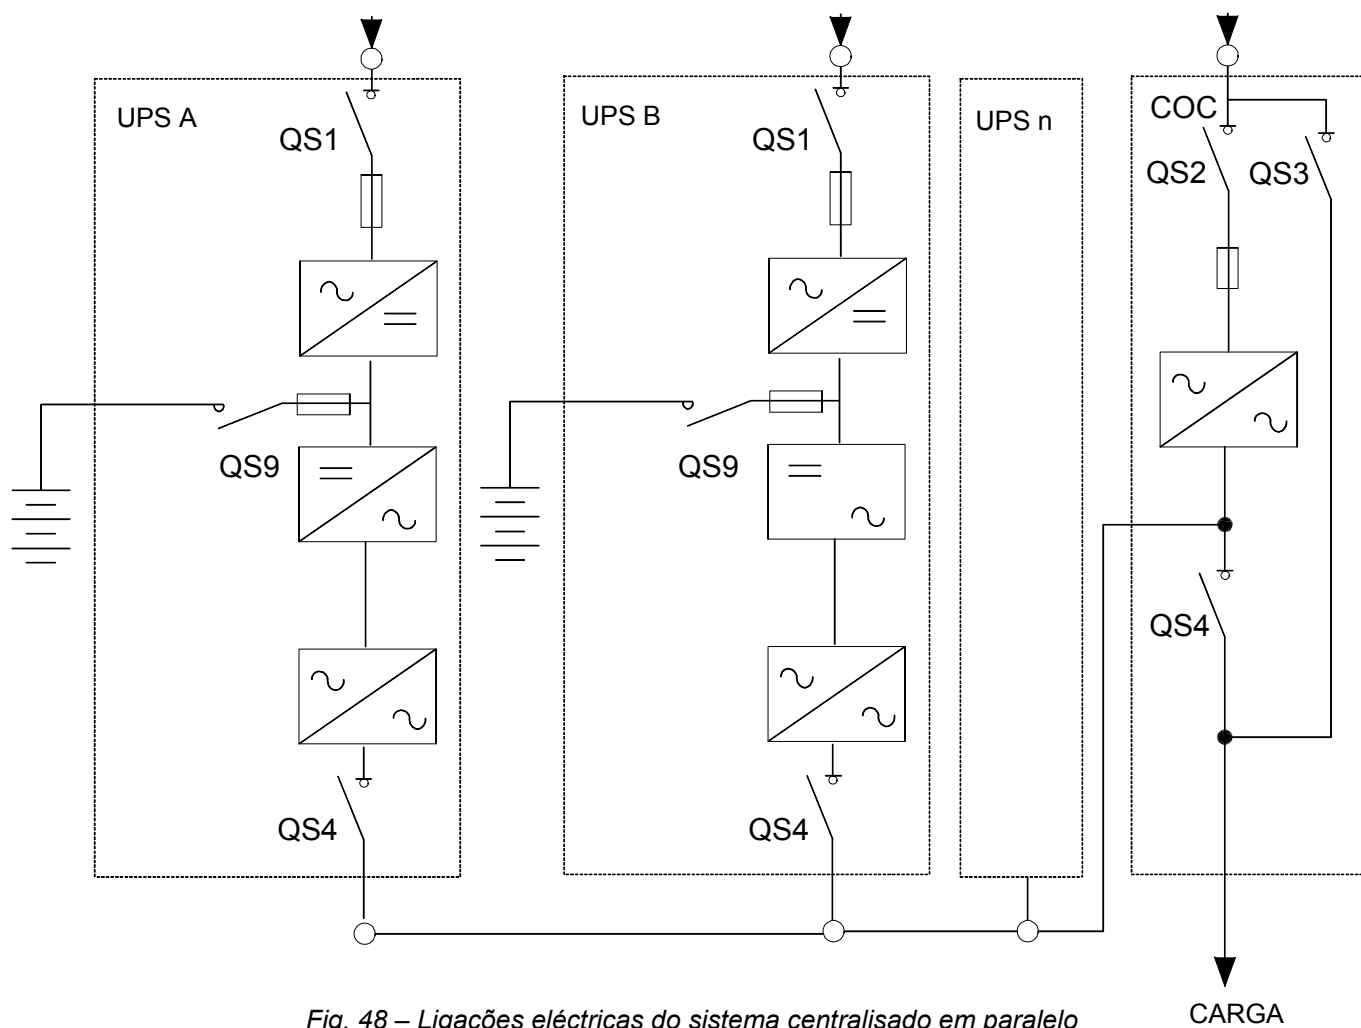 UPS A
QS1
QS9
QS4
UPS B
QS1
QS9
QS4
UPS n
COC
QS2
QS3
QS4
CARGA
Fig. 48 – Ligações eléctricas do sistema centralisado em paralelo